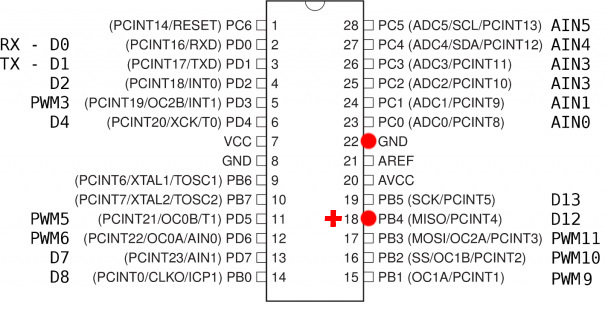 (PCINT14/RESET) PC6 1 28 PC5 (ADC5/SCL/PCINT13) AIN5
RX - D0 (PCINT16/RXD) PD0 2 27 PC4 (ADC4/SDA/PCINT12) AIN4
TX - D1 (PCINT17/TXD) PD1 3 26 PC3 (ADC3/PCINT11) AIN3
D2 (PCINT18/INT0) PD2 4 25 PC2 (ADC2/PCINT10) AIN3
PWM3 (PCINT19/OC2B/INT1) PD3 5 24 PC1 (ADC1/PCINT9) AIN1
D4 (PCINT20/XCK/T0) PD4 6 23 PC0 (ADC0/PCINT8) AIN0
VCC 7 22 GND
GND 8 21 AREF
(PCINT6/XTAL1/TOSC1) PB6 9 20 AVCC
(PCINT7/XTAL2/TOSC2) PB7 10 19 PB5 (SCK/PCINT5) D13
PWM5 (PCINT21/OC0B/T1) PD5 11 18 PB4 (MISO/PCINT4) D12
PWM6 (PCINT22/OC0A/AIN0) PD6 12 17 PB3 (MOSI/OC2A/PCINT3) PWM11
D7 (PCINT23/AIN1) PD7 13 16 PB2 (SS/OC1B/PCINT2) PWM10
D8 (PCINT0/CLKO/ICP1) PB0 14 15 PB1 (OC1A/PCINT1) PWM9